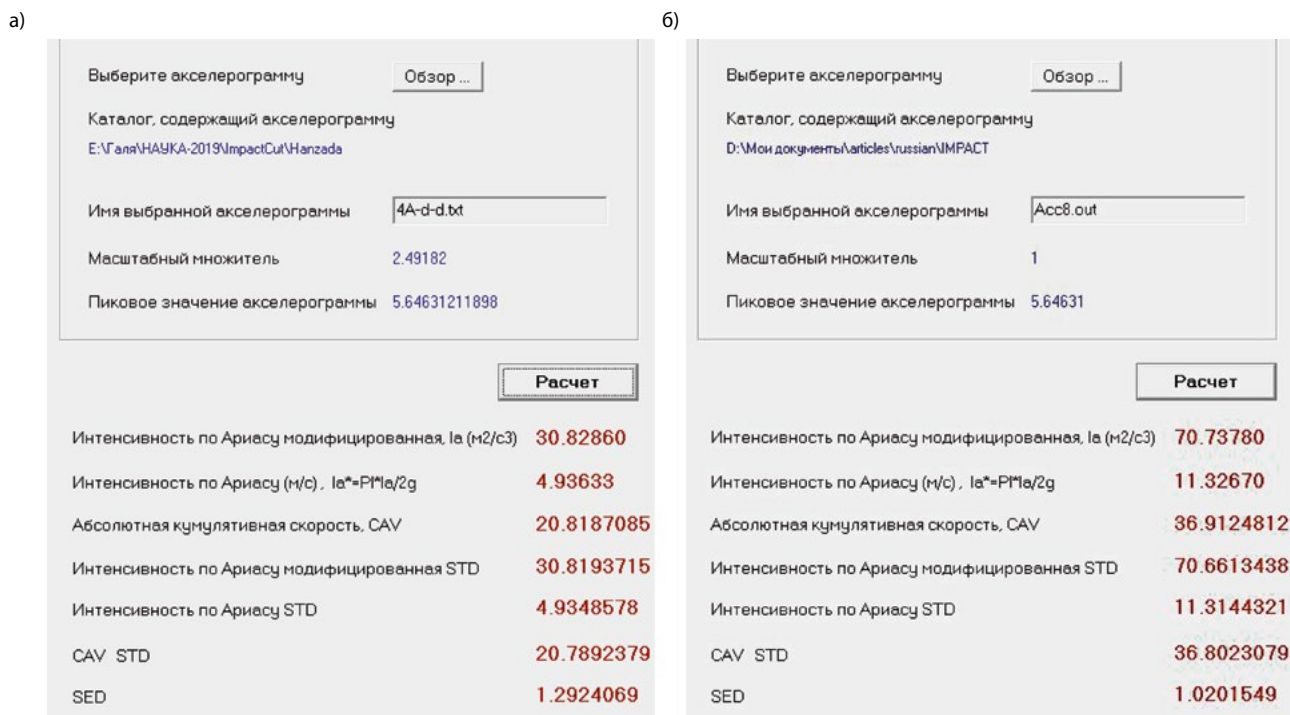 а)
Выберите акселерограмму Обзор ...
Каталог, содержащий акселерограмму
E:\Галя\НАУКА-2019\ImpactCut\Hanzada
Имя выбранной акселерограммы 4A-d-d.txt
Масштабный множитель 2.49182
Пиковое значение акселерограммы 5.64631211898
Расчет
Интенсивность по Ариасу модифицированная, Ia (м2/с3) 30.82860
Интенсивность по Ариасу (м/с) , Ia*=PI*Ia/2g 4.93633
Абсолютная кумулятивная скорость, CAV 20.8187085
Интенсивность по Ариасу модифицированная STD 30.8193715
Интенсивность по Ариасу STD 4.9348578
CAV STD 20.7892379
SED 1.2924069
б)
Выберите акселерограмму Обзор ...
Каталог, содержащий акселерограмму
D:\Мои документы\articles\russian\IMPACT
Имя выбранной акселерограммы Acc8.out
Масштабный множитель 1
Пиковое значение акселерограммы 5.64631
Расчет
Интенсивность по Ариасу модифицированная, Ia (м2/с3) 70.73780
Интенсивность по Ариасу (м/с) , Ia*=PI*Ia/2g 11.32670
Абсолютная кумулятивная скорость, CAV 36.9124812
Интенсивность по Ариасу модифицированная STD 70.6613438
Интенсивность по Ариасу STD 11.3144321
CAV STD 36.8023079
SED 1.0201549